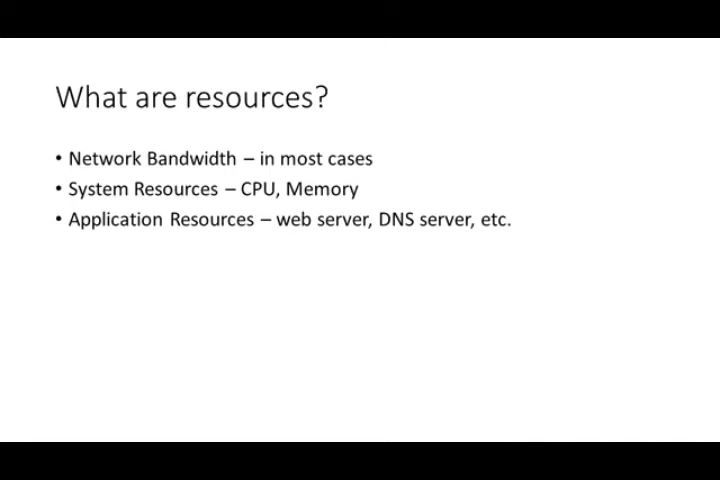 What are resources?
• Network Bandwidth – in most cases
• System Resources – CPU, Memory
• Application Resources – web server, DNS server, etc.